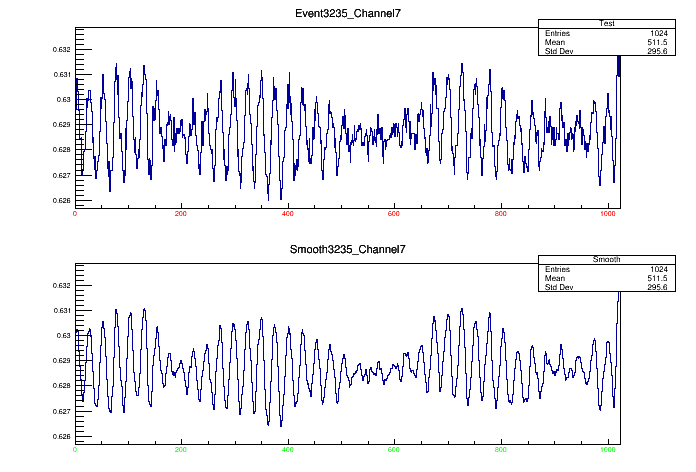 Event3235_Channel7
Test
Entries 1024
Mean 511.5
Std Dev 295.6
0.632
0.631
0.63
0.629
0.628
0.627
0.626
0 200 400 600 800 1000
Smooth3235_Channel7
Smooth
Entries 1024
Mean 511.5
Std Dev 295.6
0.632
0.631
0.63
0.629
0.628
0.627
0.626
0 200 400 600 800 1000